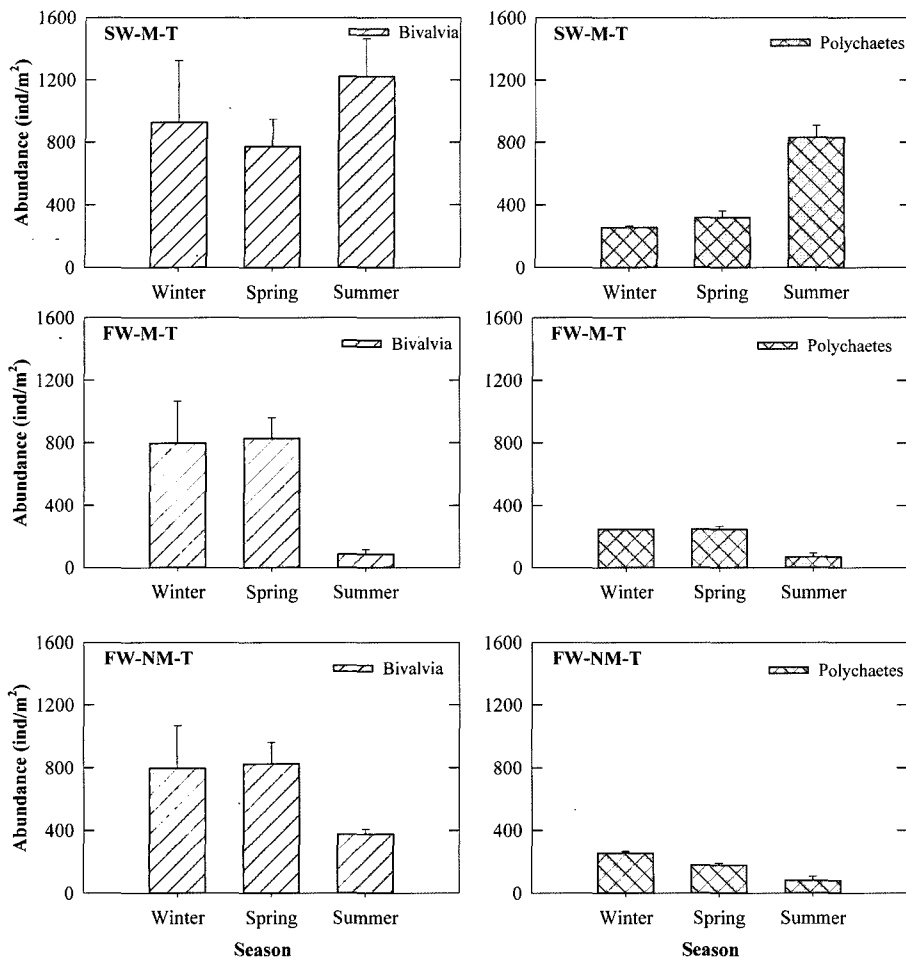 SW-M-T
Bivalvia
Abundance (ind/m²)
1600
1200
800
400
0
Winter Spring Summer
SW-M-T
Polychaetes
1600
1200
800
400
0
Winter Spring Summer
FW-M-T
Bivalvia
Abundance (ind/m²)
1600
1200
800
400
0
Winter Spring Summer
FW-M-T
Polychaetes
1600
1200
800
400
0
Winter Spring Summer
FW-NM-T
Bivalvia
Abundance (ind/m²)
1600
1200
800
400
0
Winter Spring Summer
Season
FW-NM-T
Polychaetes
1600
1200
800
400
0
Winter Spring Summer
Season